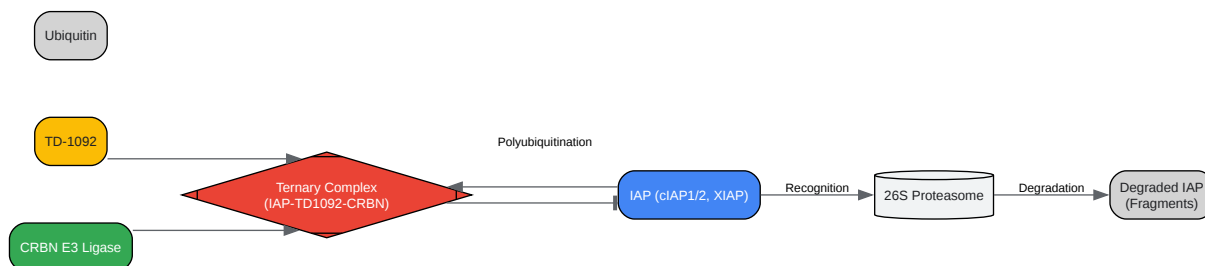 Ubiquitin
TD-1092
Polyubiquitination
Ternary Complex
(IAP-TD1092-CRBN)
IAP (cIAP1/2, XIAP)
Recognition
26S Proteasome
Degradation
Degraded IAP
(Fragments)
CRBN E3 Ligase